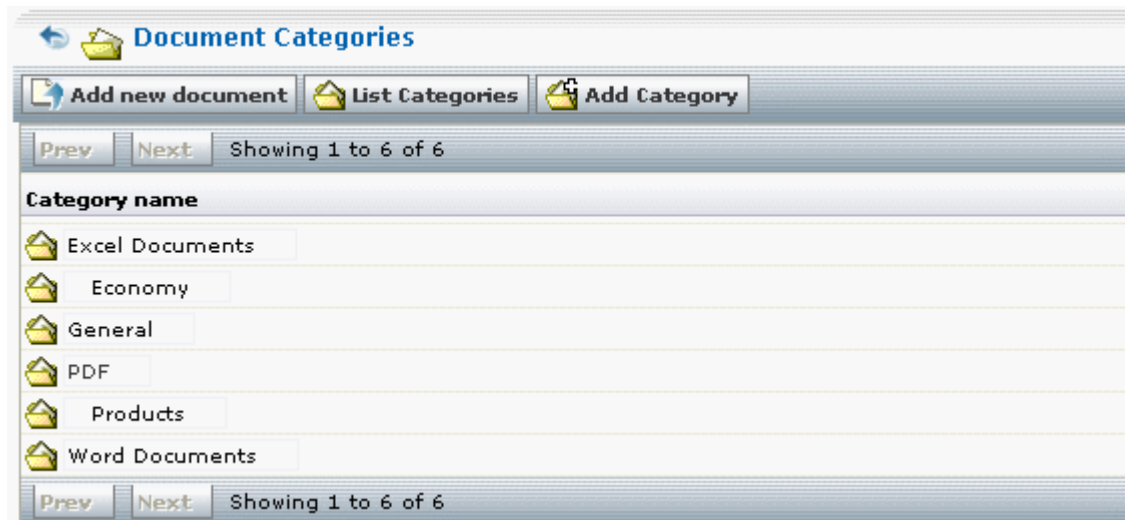 Document Categories
Add new document List Categories Add Category
Prev Next Showing 1 to 6 of 6
Category name
Excel Documents
Economy
General
PDF
Products
Word Documents
Prev Next Showing 1 to 6 of 6